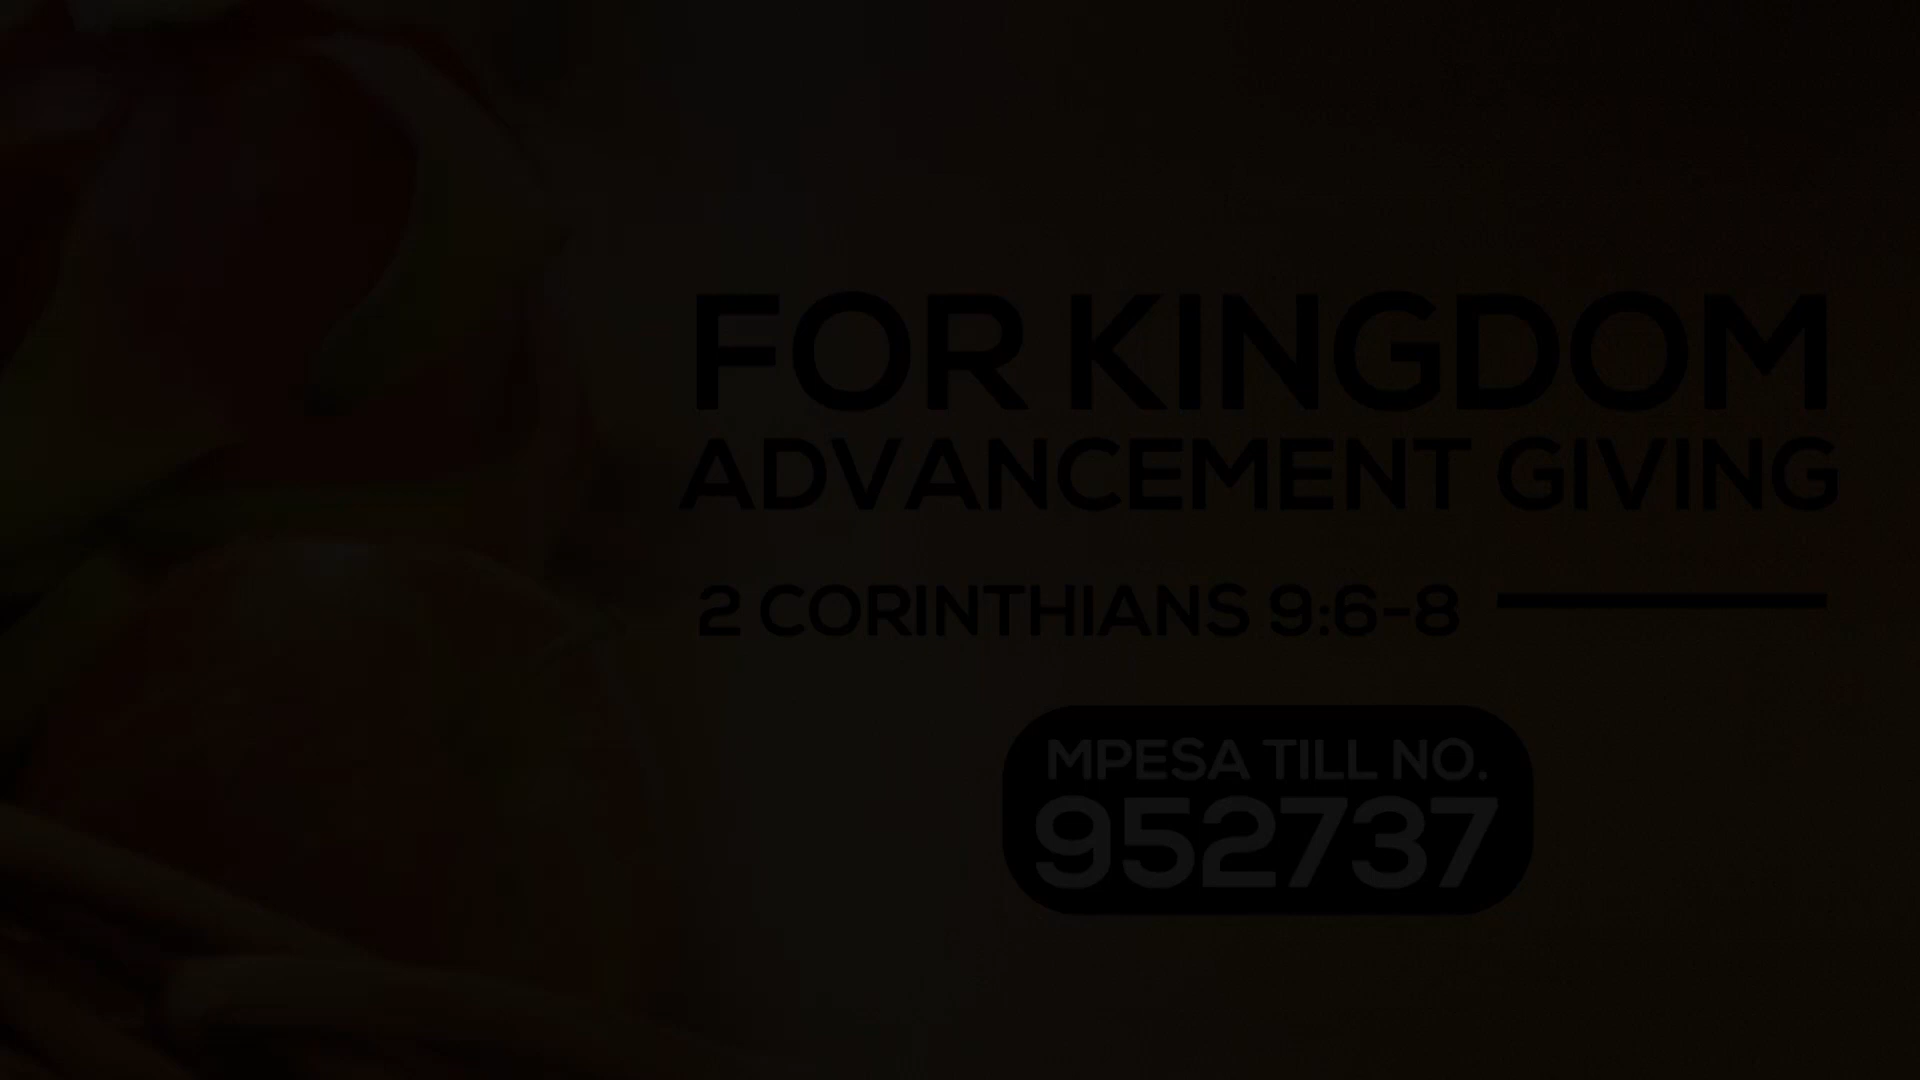 FOR KINGDOM
ADVANCEMENT GIVING
2 CORINTHIANS 9:6-8
MPESA TILL NO.
952737